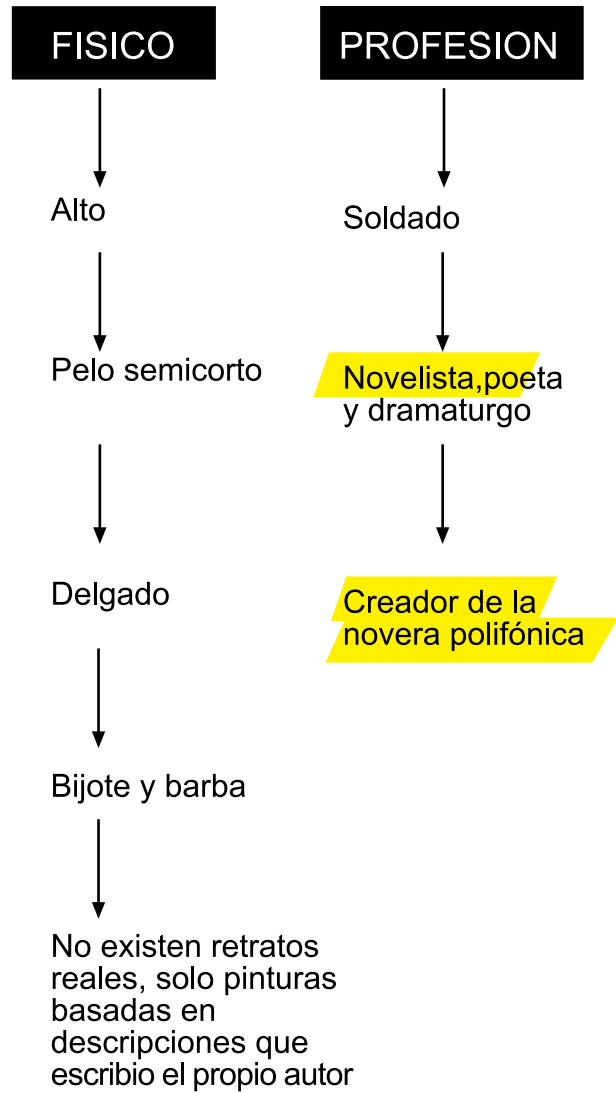 FISICO
Alto
Pelo semicorto
Delgado
Bijote y barba
No existen retratos
reales, solo pinturas
basadas en
descripciones que
escribio el propio autor
PROFESION
Soldado
Novelista,poeta
y dramaturgo
Creador de la
novera polifónica